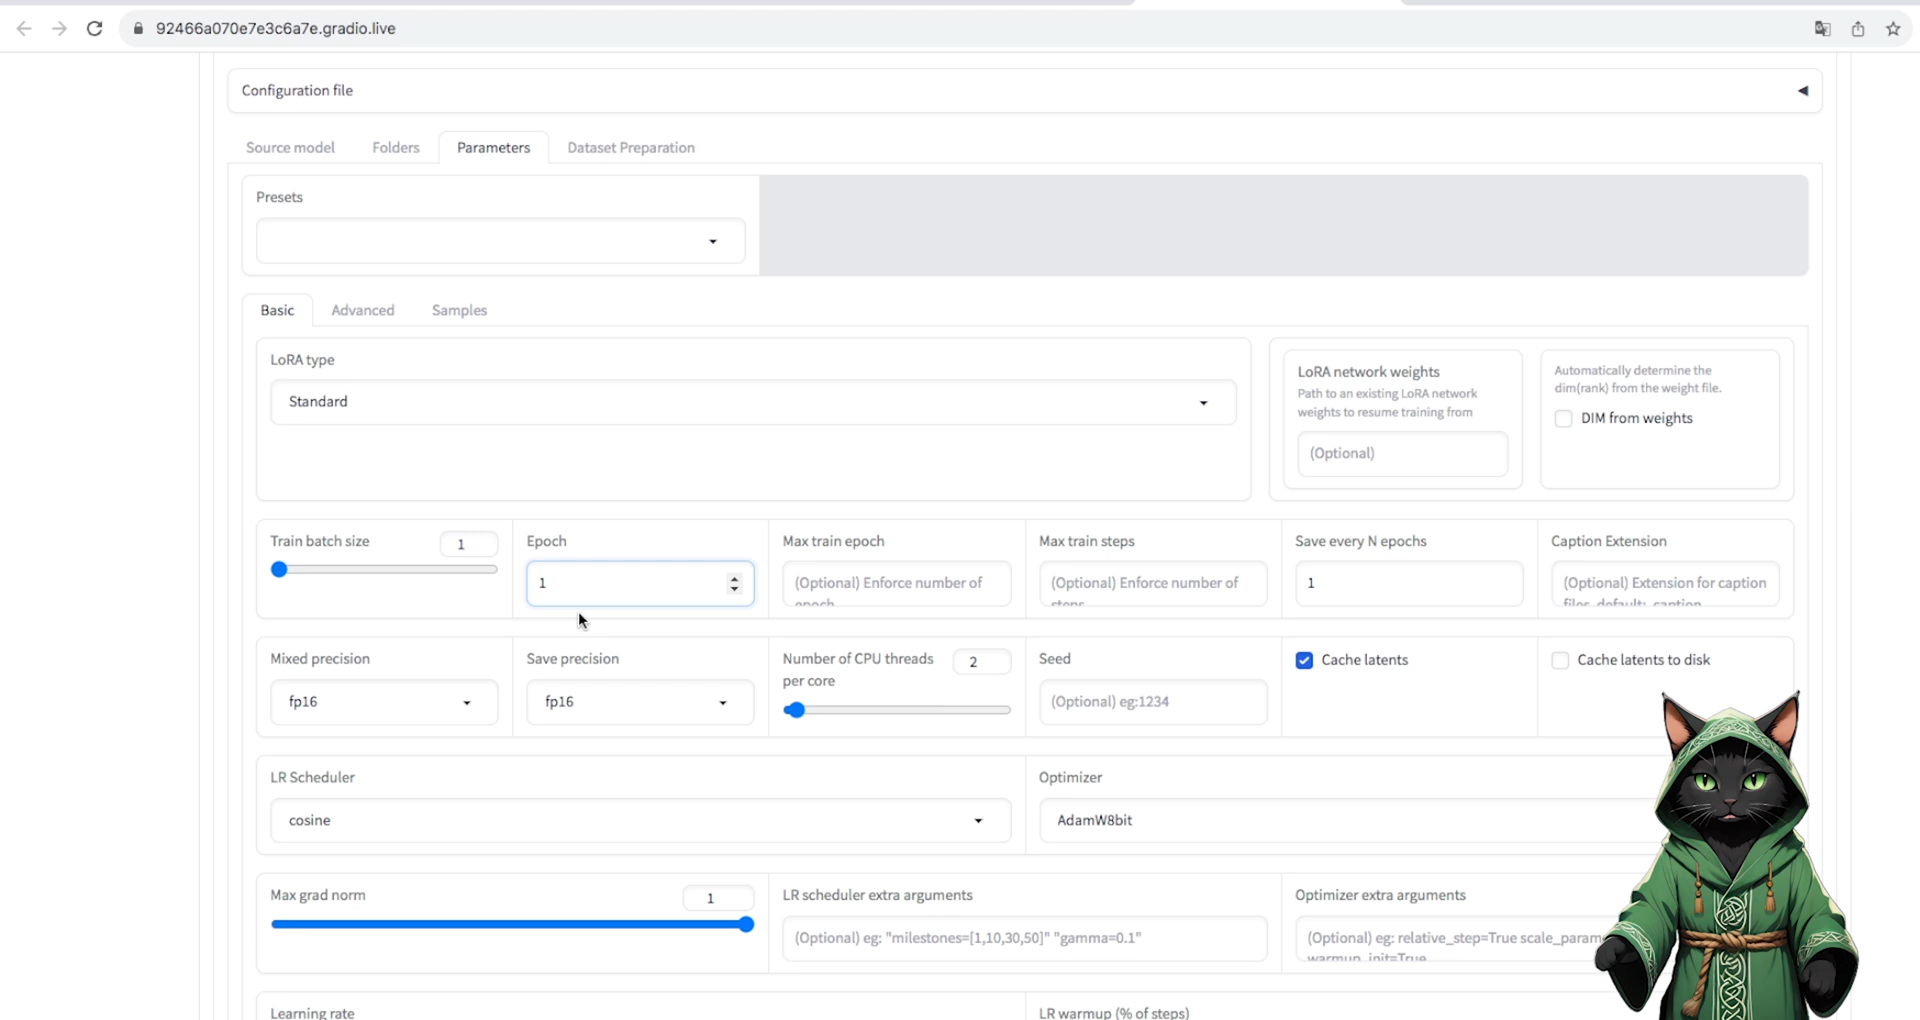 92466a070e7e3c6a7e.gradio.live
Configuration file
Source model Folders Parameters Dataset Preparation
Presets
Basic Advanced Samples
LoRA type
Standard
LoRA network weights
Path to an existing LoRA network
weights to resume training from
(Optional)
Automatically determine the
dim(rank) from the weight file.
DIM from weights
Train batch size 1
Epoch
1
Max train epoch
(Optional) Enforce number of
epoch
Max train steps
(Optional) Enforce number of
steps
Save every N epochs
1
Caption Extension
(Optional) Extension for caption
files. default: .caption
Mixed precision
fp16
Save precision
fp16
Number of CPU threads 2
per core
Seed
(Optional) eg:1234
Cache latents
Cache latents to disk
LR Scheduler
cosine
Optimizer
AdamW8bit
Max grad norm 1
LR scheduler extra arguments
(Optional) eg: "milestones=[1,10,30,50]" "gamma=0.1"
Optimizer extra arguments
(Optional) eg: relative_step=True scale_param
warmup_init=True
Learning rate
LR warmup (% of steps)